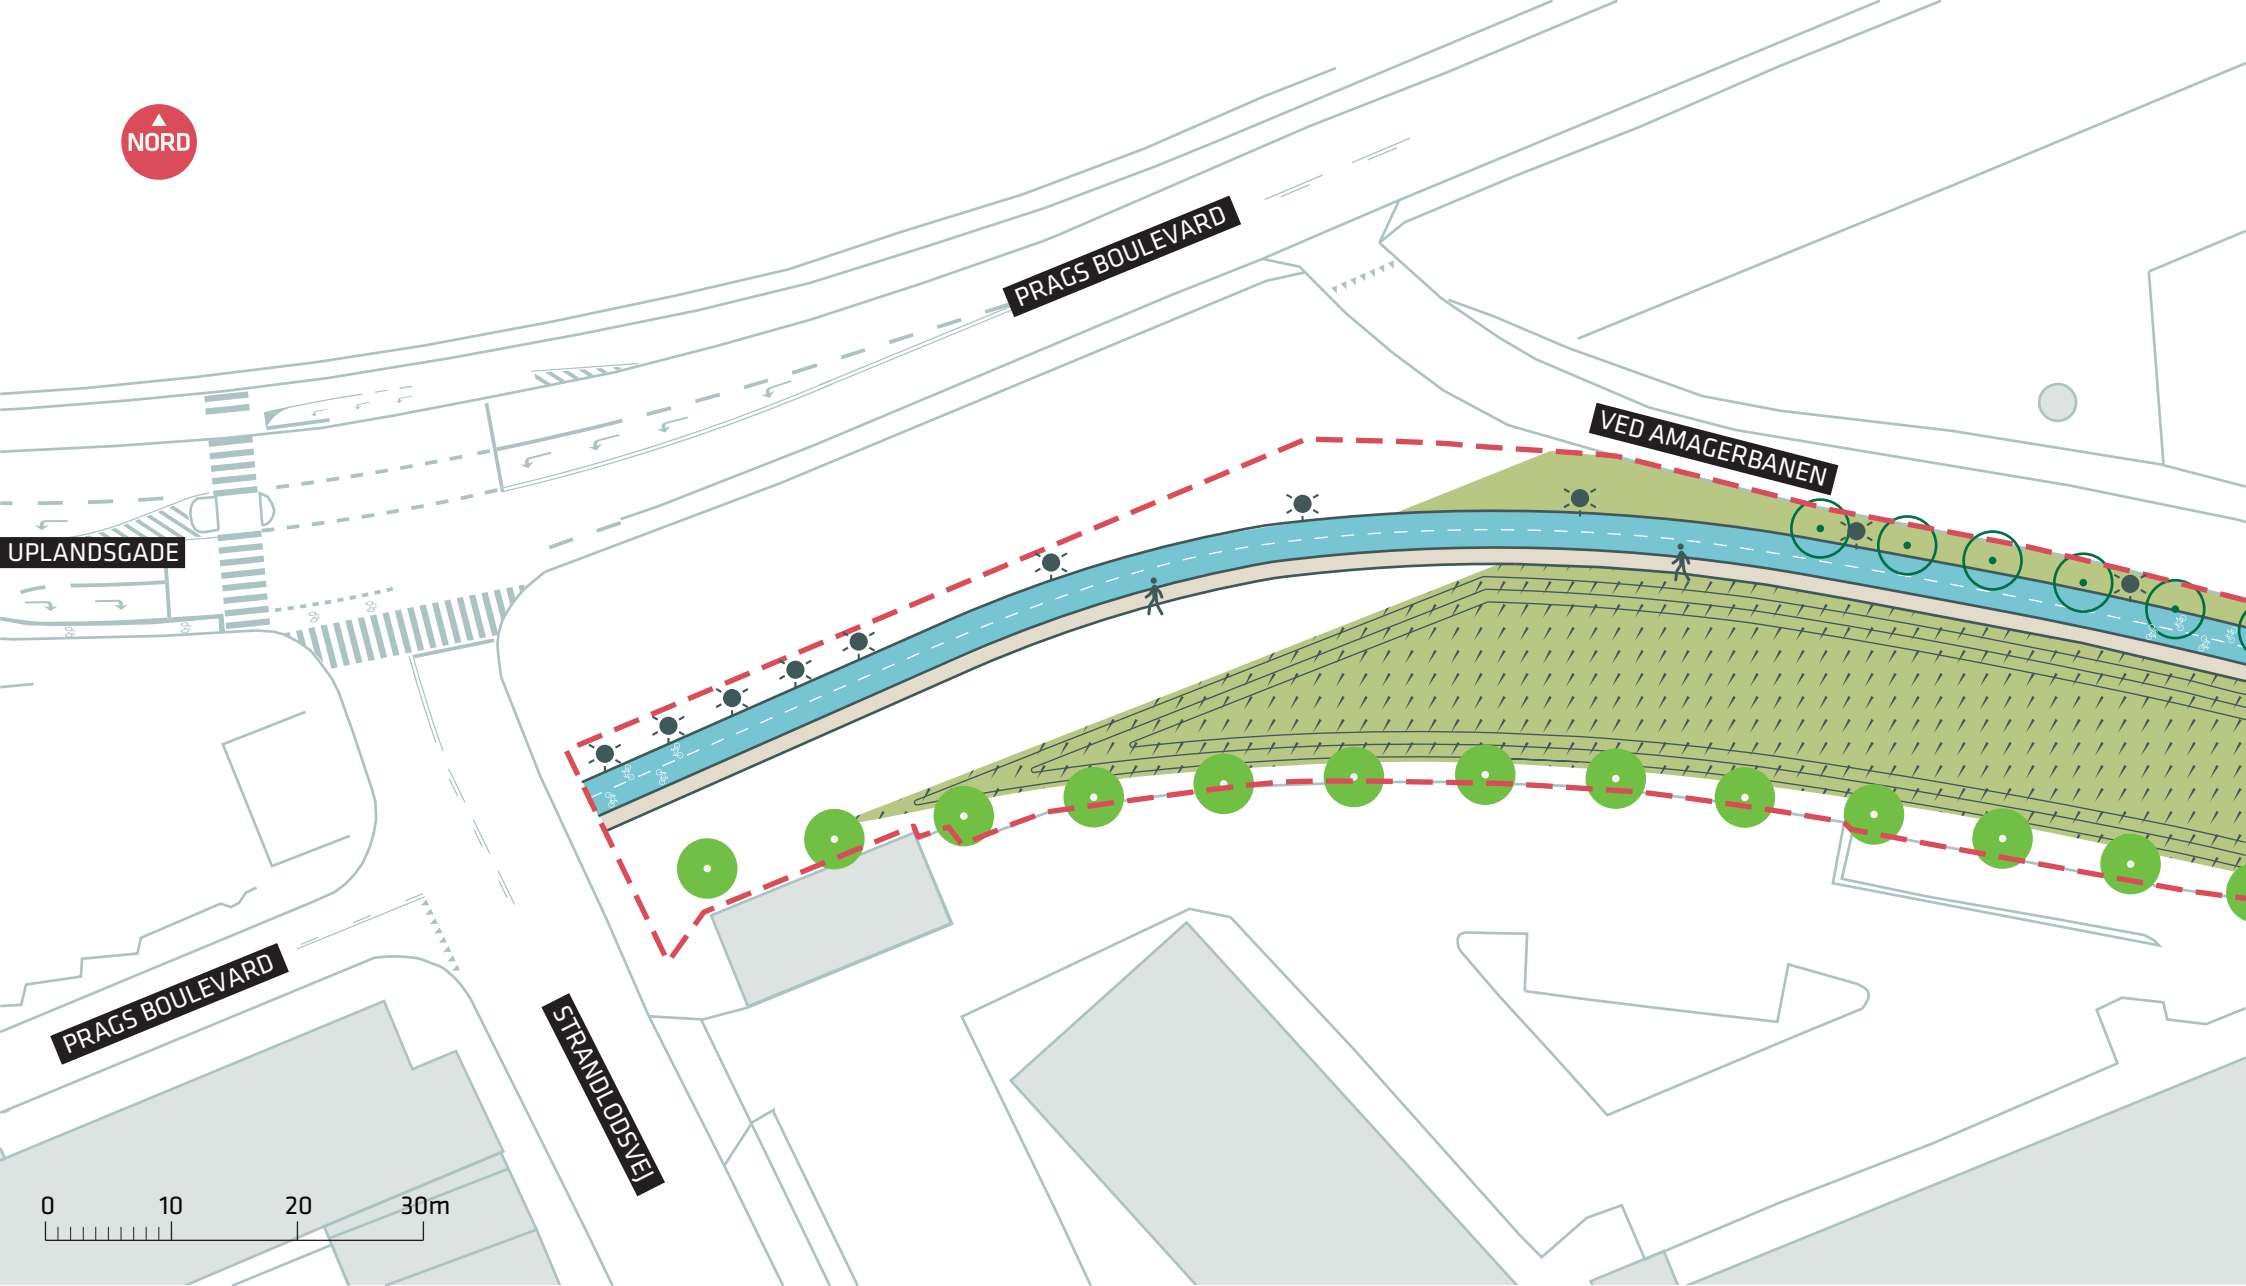 NORD
PRAGS BOULEVARD
VED AMAGERBANEN
UPLANDSGADE
PRAGS BOULEVARD
STRANDLODSVEJ
0 10 20 30m